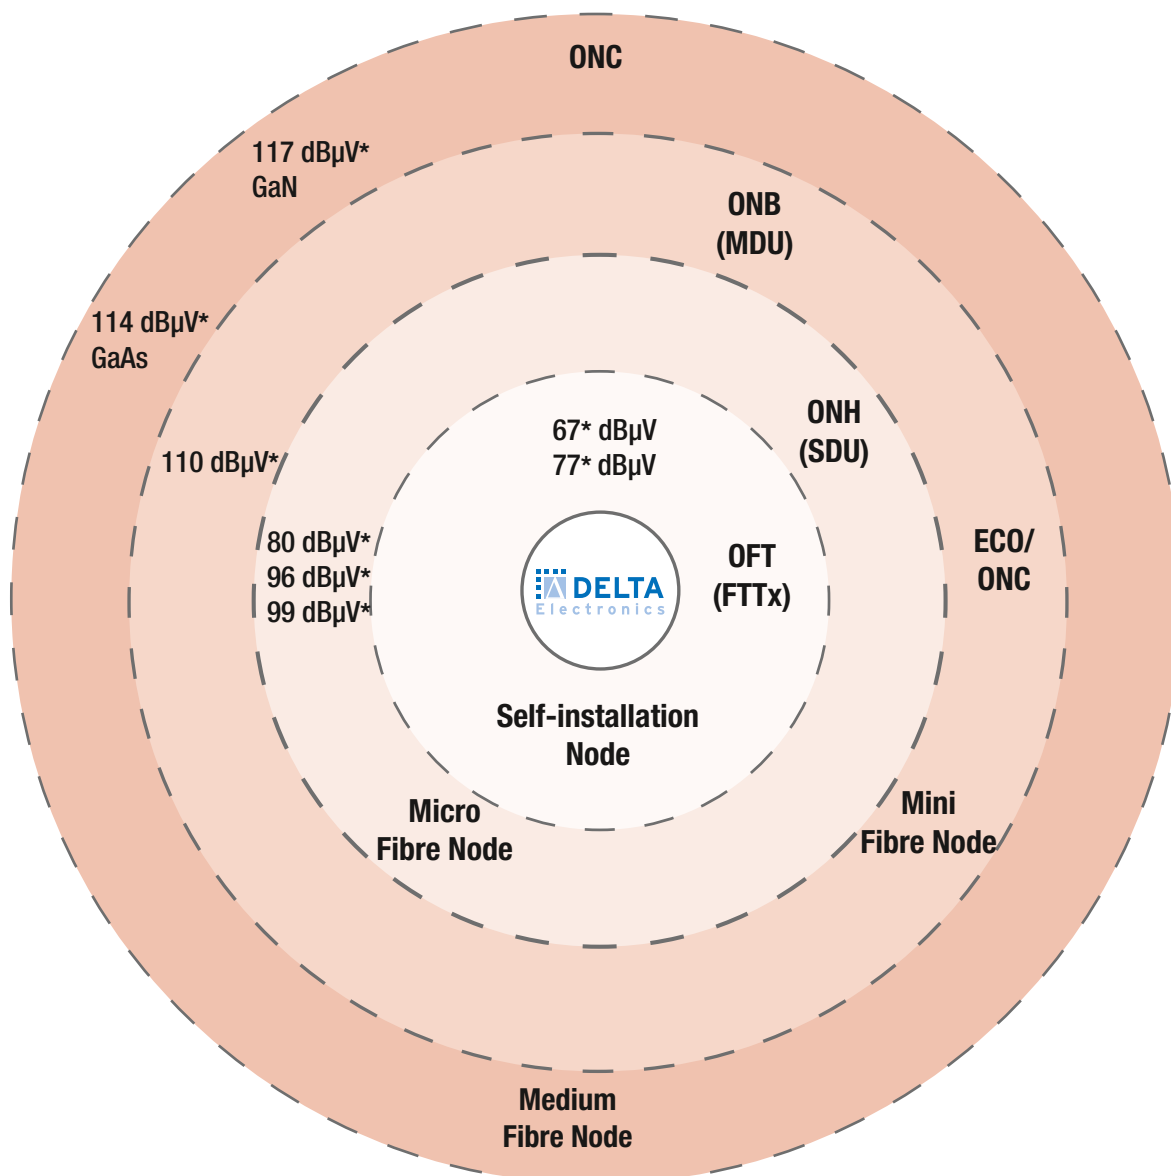 ONC
117 dBµV*
GaN
ONB
(MDU)
114 dBµV*
GaAs
ONH
(SDU)
67* dBµV
77* dBµV
110 dBµV*
80 dBµV*
96 dBµV*
99 dBµV*
DELTA
Electronics
OFT
(FTTx)
ECO/
ONC
Self-installation
Node
Micro
Fibre Node
Mini
Fibre Node
Medium
Fibre Node